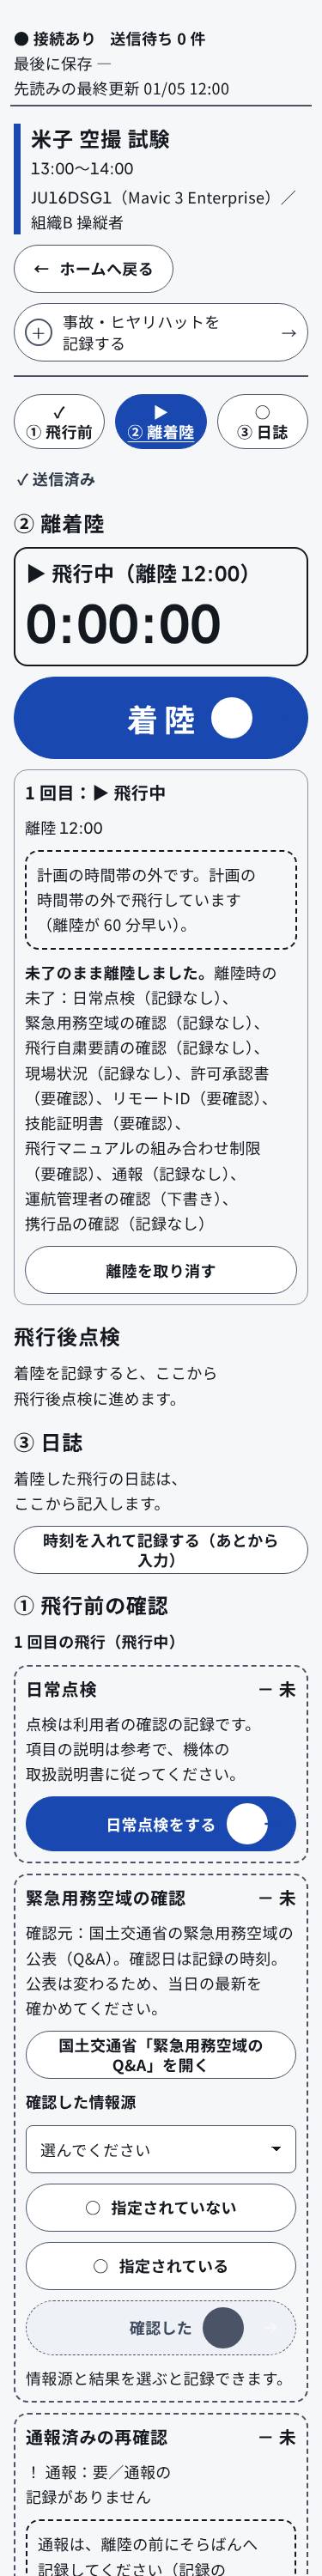 ● 接続あり 送信待ち 0 件
最後に保存 —
先読みの最終更新 01/05 12:00
米子 空撮 試験
13:00〜14:00
JU16DSG1（Mavic 3 Enterprise）／
組織B 操縦者
← ホームへ戻る
事故・ヒヤリハットを
記録する →
✓ ▶ ○
① 飛行前 ② 離着陸 ③ 日誌
✓ 送信済み
② 離着陸
▶ 飛行中（離陸 12:00）
0:00:00
着陸
1 回目：▶ 飛行中
離陸 12:00
計画の時間帯の外です。計画の
時間帯の外で飛行しています
（離陸が 60 分早い）。
未了のまま離陸しました。離陸時の
未了：日常点検（記録なし）、
緊急用務空域の確認（記録なし）、
飛行自粛要請の確認（記録なし）、
現場状況（記録なし）、許可承認書
（要確認）、リモートID（要確認）、
技能証明書（要確認）、
飛行マニュアルの組み合わせ制限
（要確認）、通報（記録なし）、
運航管理者の確認（下書き）、
携行品の確認（記録なし）
離陸を取り消す
飛行後点検
着陸を記録すると、ここから
飛行後点検に進めます。
③ 日誌
着陸した飛行の日誌は、
ここから記入します。
時刻を入れて記録する（あとから
入力）
① 飛行前の確認
1 回目の飛行（飛行中）
日常点検 — 未
点検は利用者の確認の記録です。
項目の説明は参考で、機体の
取扱説明書に従ってください。
日常点検をする
緊急用務空域の確認 — 未
確認元：国土交通省の緊急用務空域の
公表（Q&A）。確認日は記録の時刻。
公表は変わるため、当日の最新を
確かめてください。
国土交通省「緊急用務空域の
Q&A」を開く
確認した情報源
選んでください
○ 指定されていない
○ 指定されている
確認した →
情報源と結果を選ぶと記録できます。
通報済みの再確認 — 未
！ 通報：要／通報の
記録がありません
通報は、離陸の前にそらばんへ
記録してください（記録の